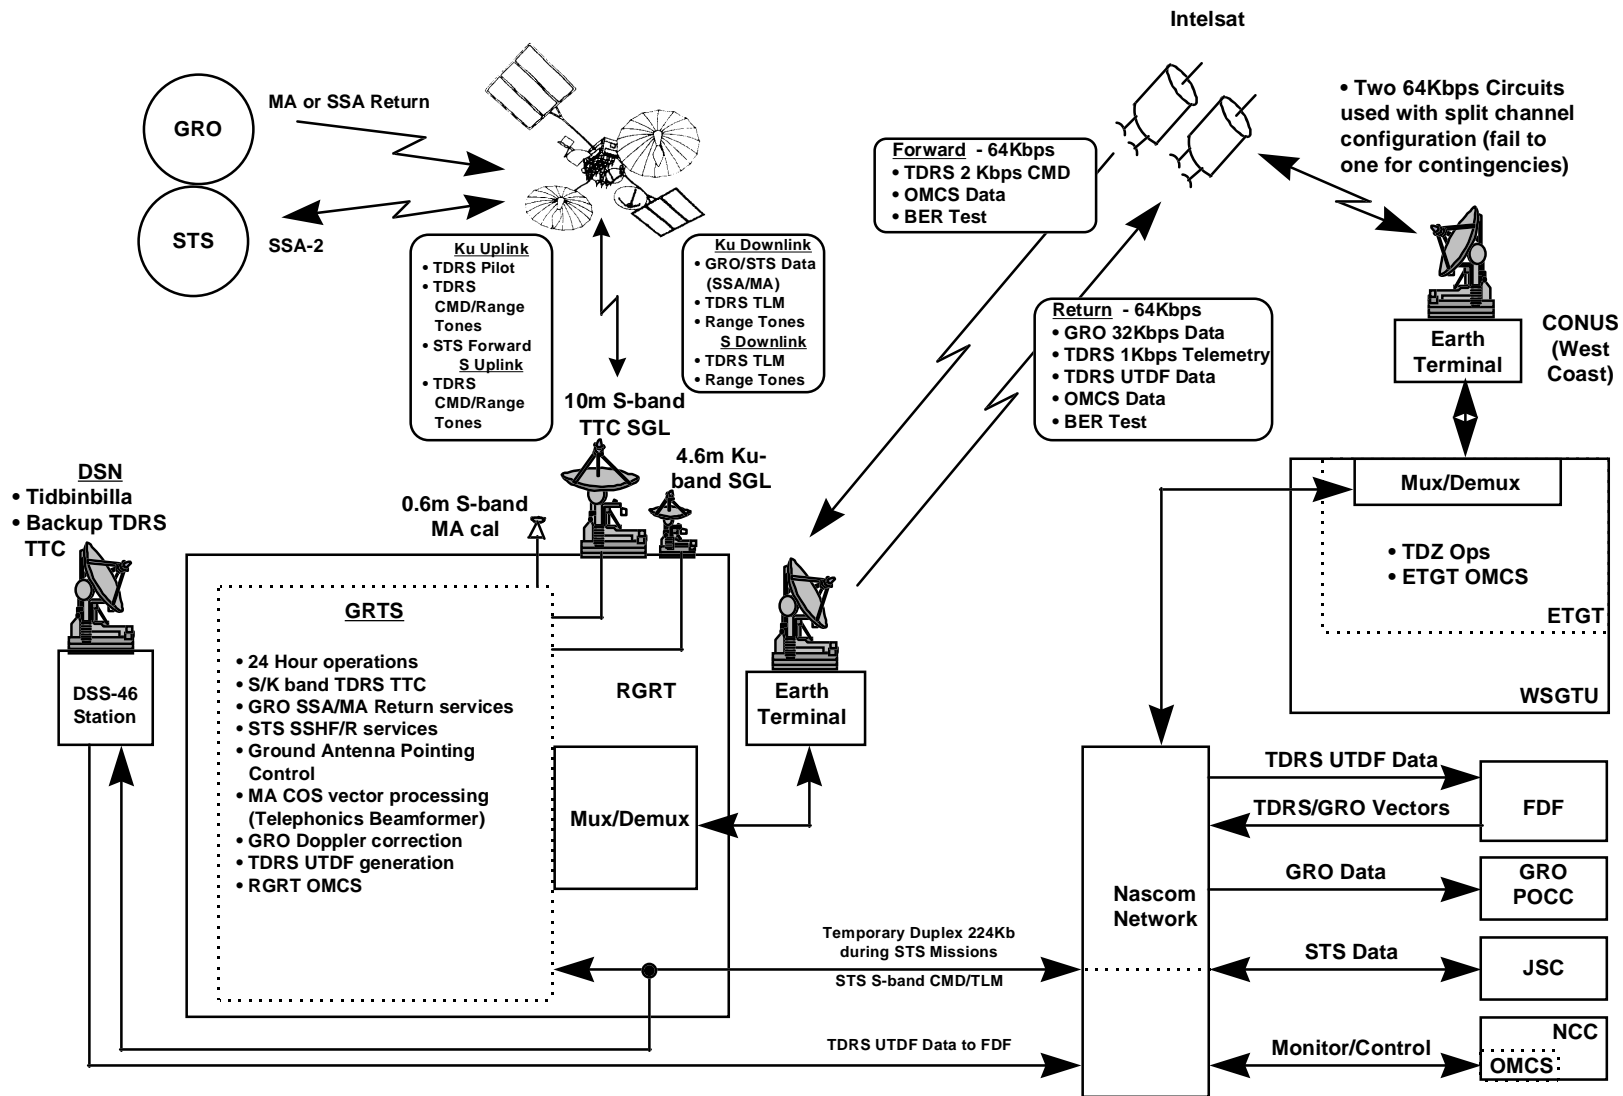 Intelsat
GRO
MA or SSA Return
STS
SSA-2
• Two 64Kbps Circuits
used with split channel
configuration (fail to
one for contingencies)
Forward - 64Kbps
• TDRS 2 Kbps CMD
• OMCS Data
• BER Test
Ku Uplink
• TDRS Pilot
• TDRS
CMD/Range
Tones
• STS Forward
S Uplink
• TDRS
CMD/Range
Tones
Ku Downlink
• GRO/STS Data
(SSA/MA)
• TDRS TLM
• Range Tones
S Downlink
• TDRS TLM
• Range Tones
Return - 64Kbps
• GRO 32Kbps Data
• TDRS 1Kbps Telemetry
• TDRS UTDF Data
• OMCS Data
• BER Test
Earth
Terminal
CONUS
(West
Coast)
10m S-band
TTC SGL
4.6m Ku-
band SGL
0.6m S-band
MA cal
DSN
• Tidbinbilla
• Backup TDRS
TTC
DSS-46
Station
GRTS
• 24 Hour operations
• S/K band TDRS TTC
• GRO SSA/MA Return services
• STS SSHF/R services
• Ground Antenna Pointing
Control
• MA COS vector processing
(Telephonics Beamformer)
• GRO Doppler correction
• TDRS UTDF generation
• RGRT OMCS
RGRT
Mux/Demux
Earth
Terminal
Mux/Demux
• TDZ Ops
• ETGT OMCS
ETGT
WSGTU
Nascom
Network
TDRS UTDF Data
TDRS/GRO Vectors
FDF
GRO Data
GRO
POCC
STS Data
JSC
Monitor/Control
NCC
OMCS
Temporary Duplex 224Kb
during STS Missions
STS S-band CMD/TLM
TDRS UTDF Data to FDF